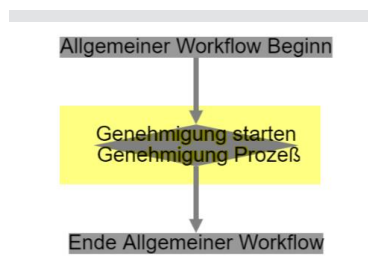 Allgemeiner Workflow Beginn
Genehmigung starten
Genehmigung Prozeß
Ende Allgemeiner Workflow